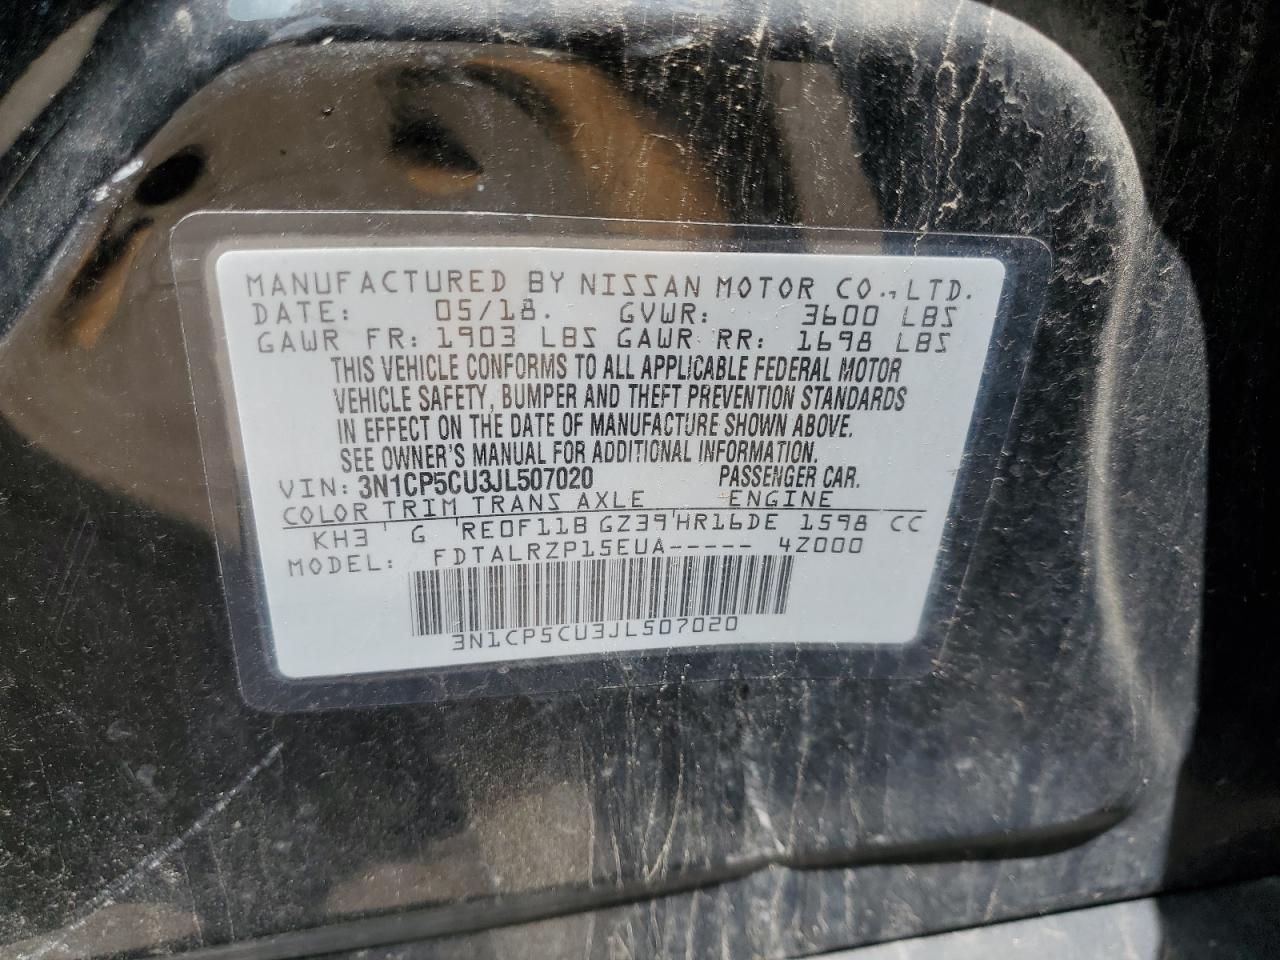 MANUFACTURED BY NISSAN MOTOR CO., LTD.
DATE: 05/18. GVWR: 3600 LBS
GAWR FR: 1903 LBS GAWR RR: 1698 LBS
THIS VEHICLE CONFORMS TO ALL APPLICABLE FEDERAL MOTOR
VEHICLE SAFETY, BUMPER AND THEFT PREVENTION STANDARDS
IN EFFECT ON THE DATE OF MANUFACTURE SHOWN ABOVE.
SEE OWNER'S MANUAL FOR ADDITIONAL INFORMATION.
VIN: 3N1CP5CU3JL507020 PASSENGER CAR.
COLOR TRIM TRANS AXLE ENGINE
KH3 ' G ' RE0F11B GZ39'HR16DE 1598 CC
MODEL: FDTALRZP15EUA----- 4Z000
3N1CP5CU3JL507020